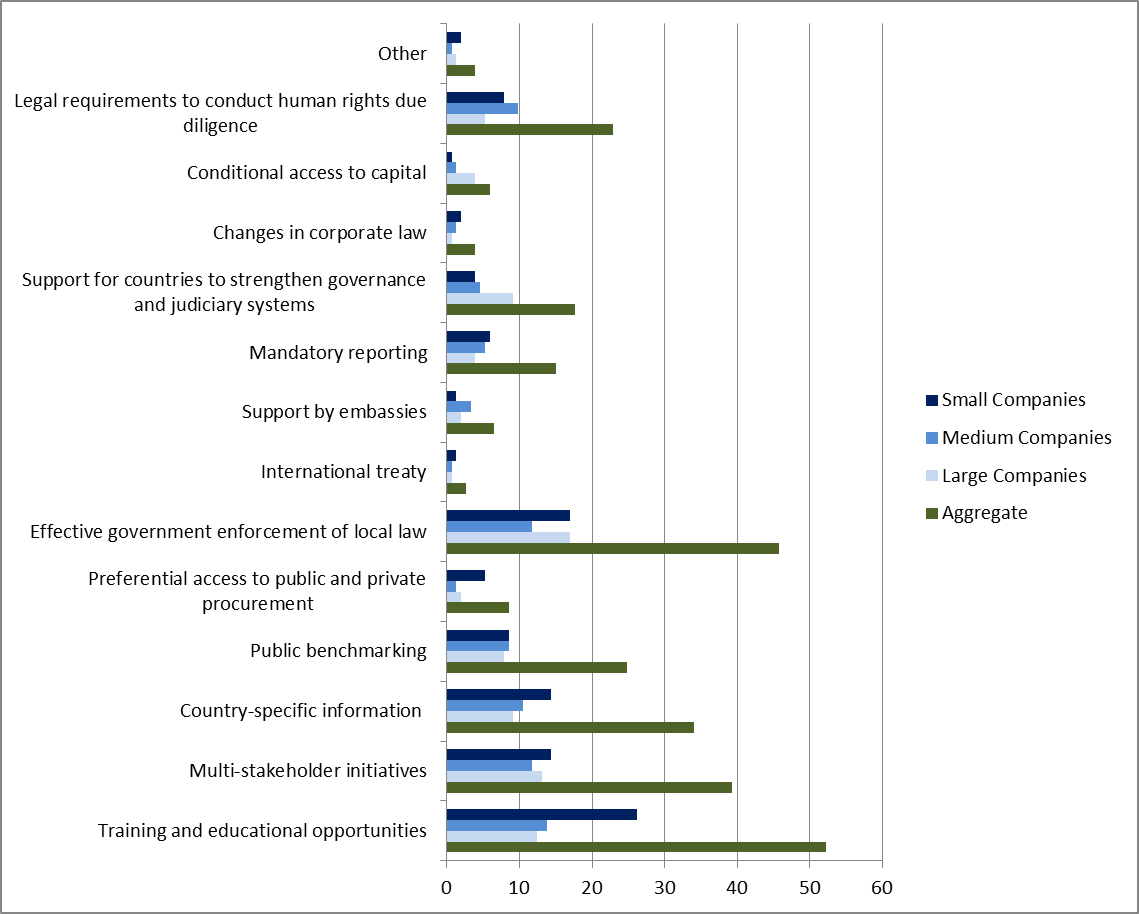 Other
Legal requirements to conduct human rights due
diligence
Conditional access to capital
Changes in corporate law
Support for countries to strengthen governance
and judiciary systems
Mandatory reporting
Support by embassies
International treaty
Effective government enforcement of local law
Preferential access to public and private
procurement
Public benchmarking
Country-specific information
Multi-stakeholder initiatives
Training and educational opportunities
0 10 20 30 40 50 60
Small Companies
Medium Companies
Large Companies
Aggregate